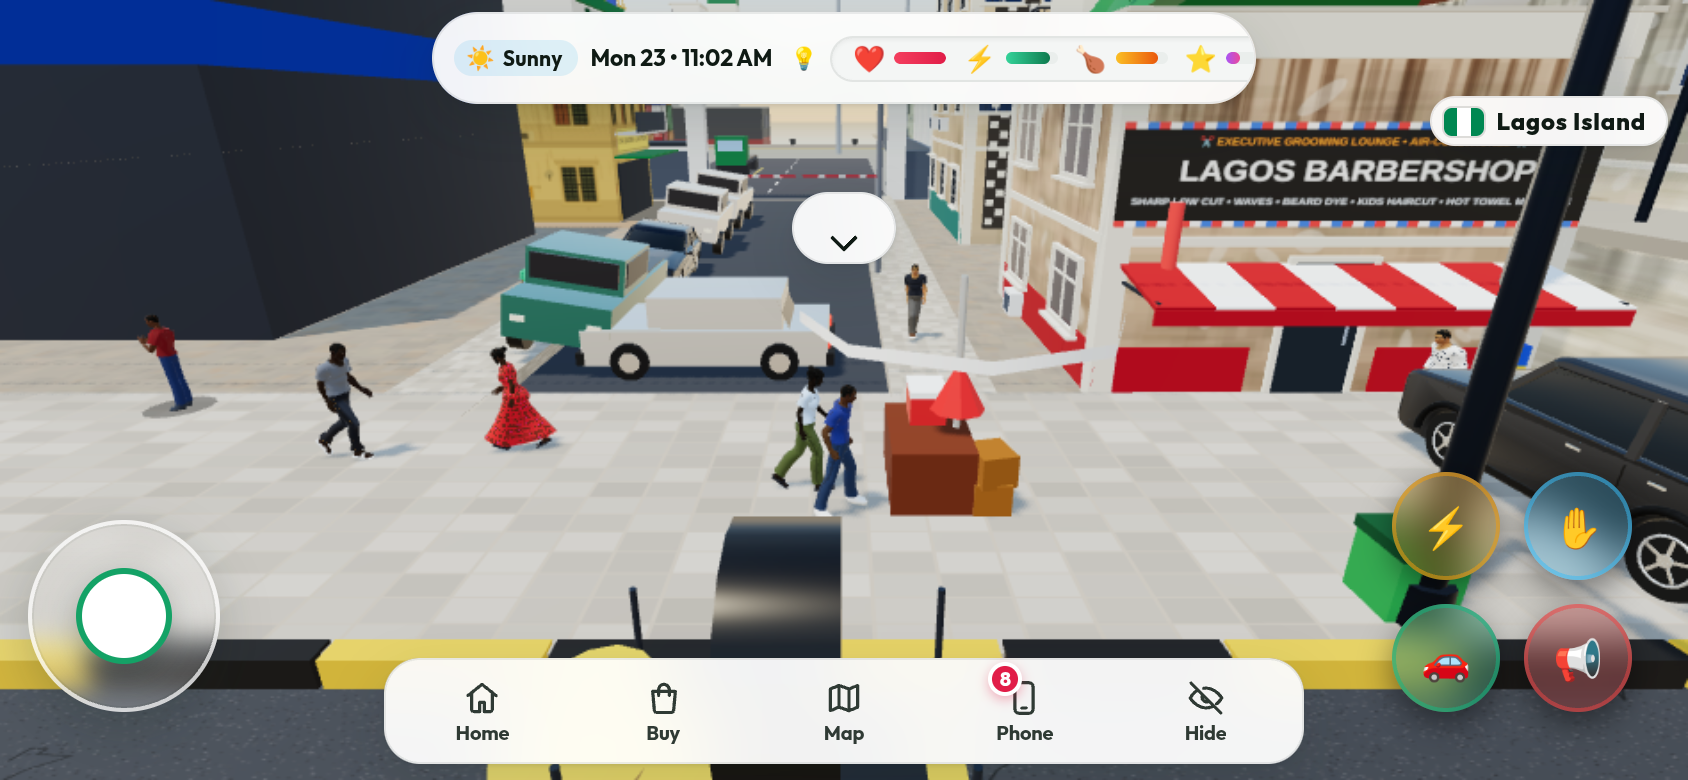 Sunny
Mon 23 • 11:02 AM
Lagos Island
EXECUTIVE GROOMING LOUNGE •
LAGOS BARBERSHOP
CUT • WAVES • BEARD DYE • KIDS HAIRCUT • HOT TOWEL
8
Home
Buy
Map
Phone
Hide